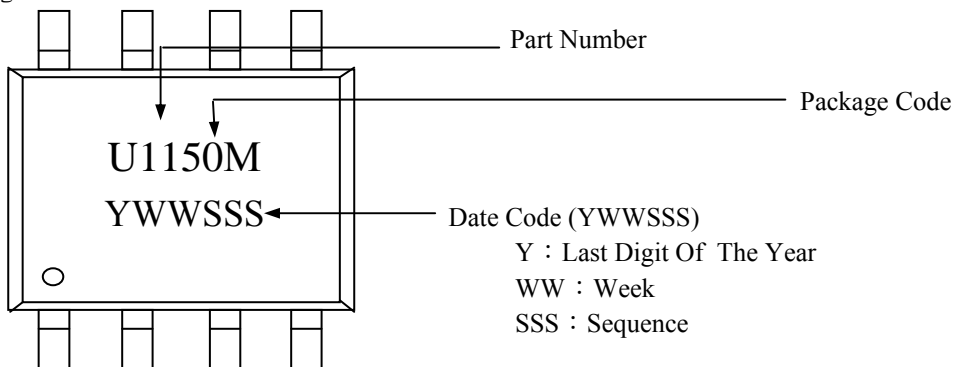 Part Number
Package Code
U1150M
YWWSSS
Date Code (YWWSSS)
Y：Last Digit Of The Year
WW：Week
SSS：Sequence